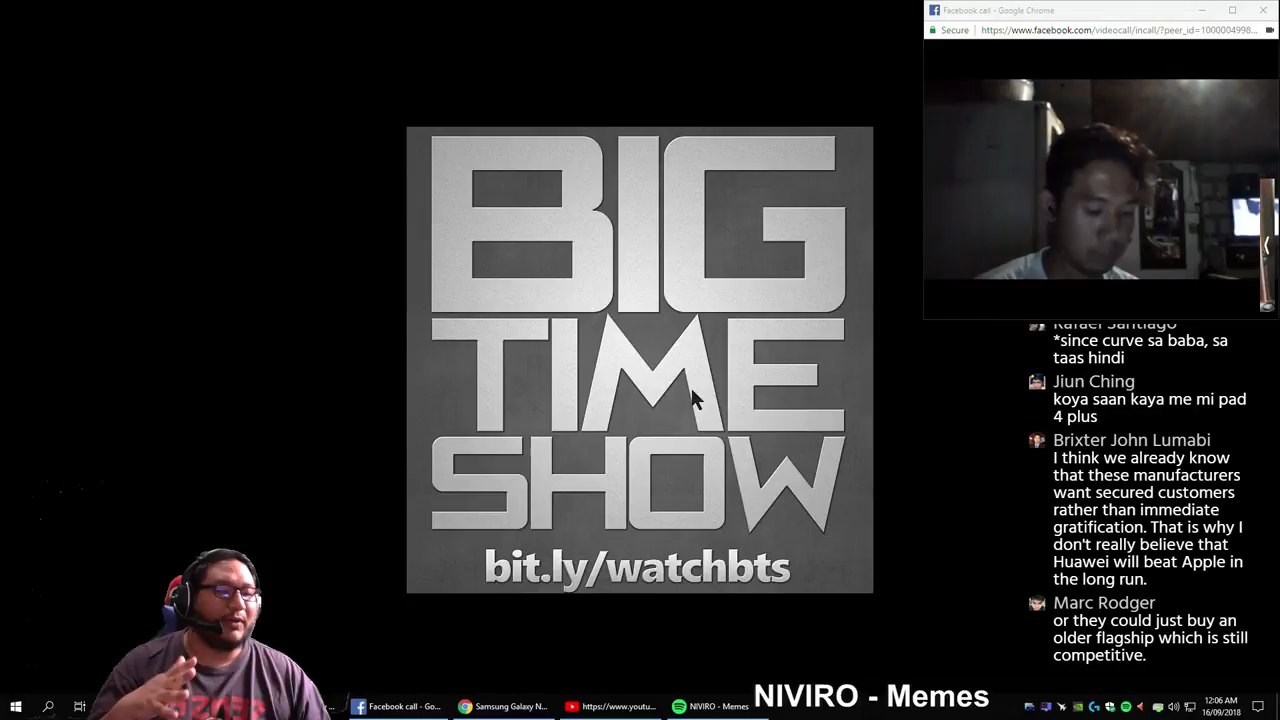 Facebook call - Google Chrome
Secure https://www.facebook.com/videocall/incall/?peer_id=1000004998...
BIG
TIME
SHOW
bit.ly/watchbts
Rafael Santiago
*since curve sa baba, sa
taas hindi
Jiun Ching
koya saan kaya me mi pad
4 plus
Brixter John Lumabi
I think we already know
that these manufacturers
want secured customers
rather than immediate
gratification. That is why I
don't really believe that
Huawei will beat Apple in
the long run.
Marc Rodger
or they could just buy an
older flagship which is still
competitive.
NIVIRO - Memes
Facebook call - Go...
Samsung Galaxy N...
https://www.youtu...
NIVIRO - Memes
12:06 AM
16/09/2018